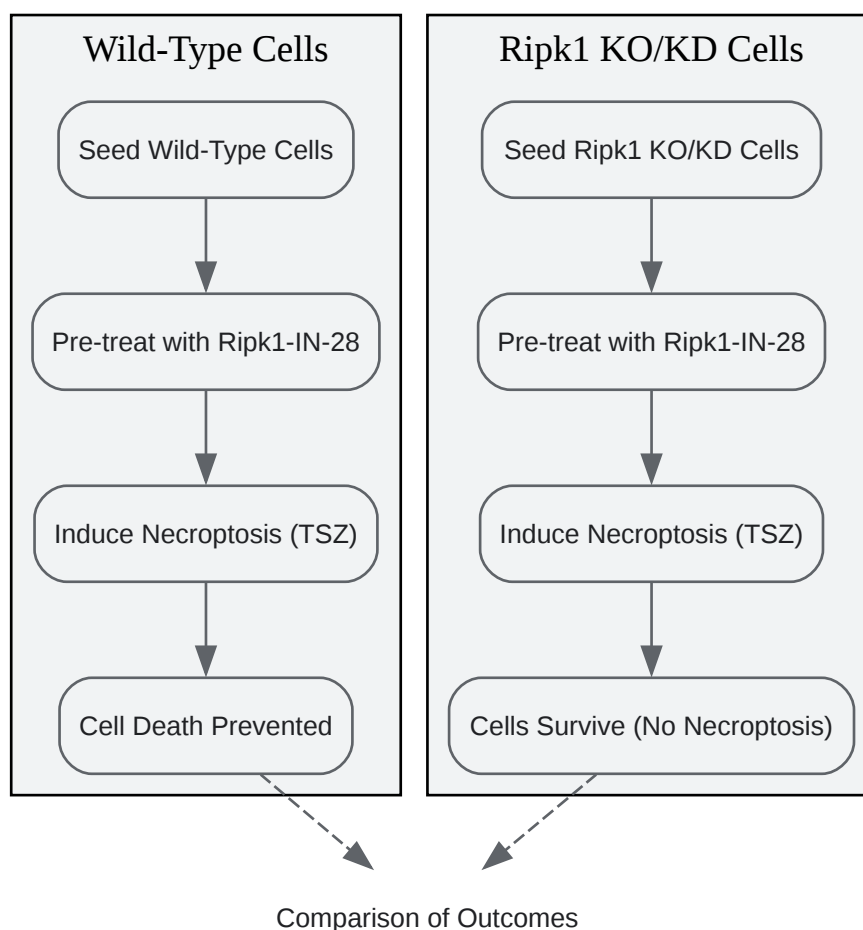 Wild-Type Cells
Seed Wild-Type Cells
Pre-treat with Ripk1-IN-28
Induce Necroptosis (TSZ)
Cell Death Prevented
Ripk1 KO/KD Cells
Seed Ripk1 KO/KD Cells
Pre-treat with Ripk1-IN-28
Induce Necroptosis (TSZ)
Cells Survive (No Necroptosis)
Comparison of Outcomes